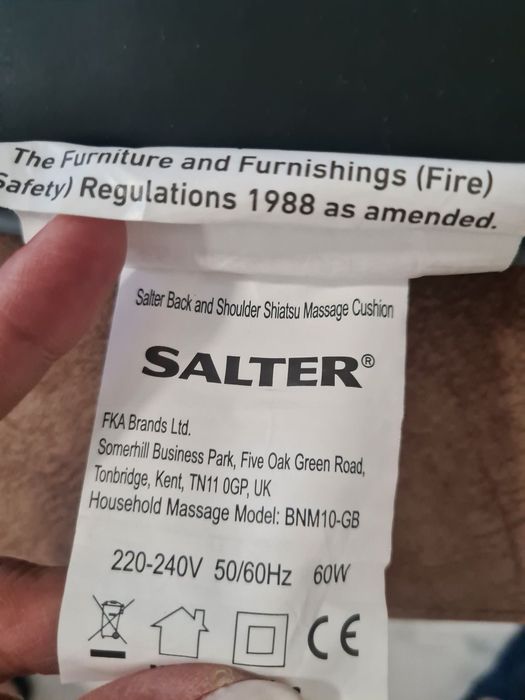 The Furniture and Furnishings (Fire)
Safety) Regulations 1988 as amended.
Salter Back and Shoulder Shiatsu Massage Cushion
SALTER®
FKA Brands Ltd.
Somerhill Business Park, Five Oak Green Road,
Tonbridge, Kent, TN11 0GP, UK
Household Massage Model: BNM10-GB
220-240V 50/60Hz 60W
CE